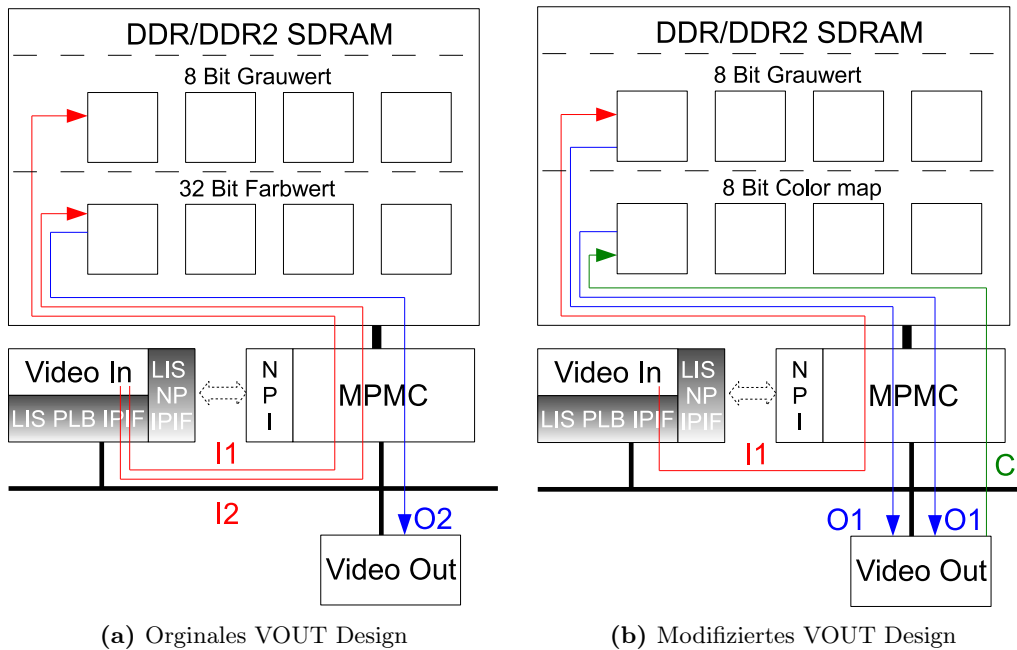 DDR/DDR2 SDRAM
8 Bit Grauwert
32 Bit Farbwert
Video In
LIS
NP
IPIF
LIS PLB IPIF
N
P
I
MPMC
I1
I2
O2
Video Out
(a) Orginales VOUT Design
DDR/DDR2 SDRAM
8 Bit Grauwert
8 Bit Color map
Video In
LIS
NP
IPIF
LIS PLB IPIF
N
P
I
MPMC
I1
C
O1
O1
Video Out
(b) Modifiziertes VOUT Design